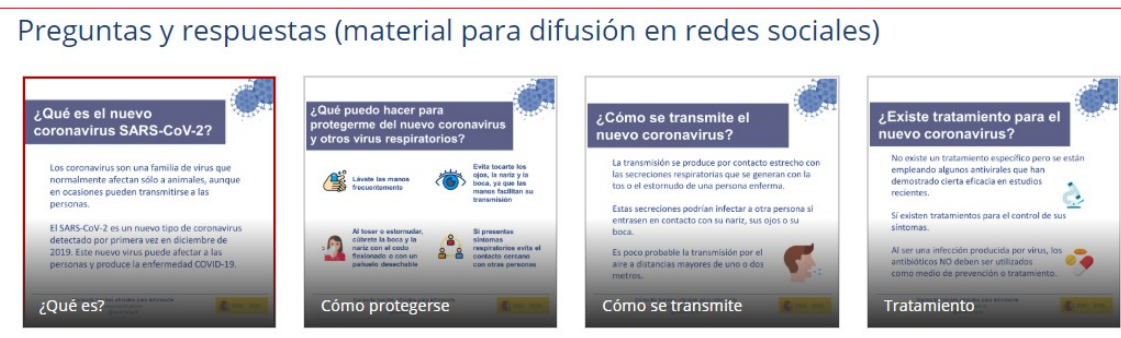 Preguntas y respuestas (material para difusión en redes sociales)
¿Qué es el nuevo
coronavirus SARS-CoV-2?
Los coronavirus son una familia de virus que
normalmente afectan sólo a animales, aunque
en ocasiones pueden transmitirse a las
personas.
El SARS-CoV-2 es un nuevo tipo de coronavirus
detectado por primera vez en diciembre de
2019. Este nuevo virus puede afectar a las
personas y produce la enfermedad COVID-19.
¿Qué es?
¿Qué puedo hacer para
protegerme del nuevo coronavirus
y otros virus respiratorios?
Lávate las manos
frecuentemente
Evita tocarte los
ojos, la nariz y la
boca, ya que las
manos facilitan su
transmisión
Al toser o estornudar,
cúbrete la boca y la
nariz con el codo
flexionado o con un
pañuelo desechable
Si presentas
síntomas
respiratorios evita el
contacto cercano
con otras personas
Cómo protegerse
¿Cómo se transmite el
nuevo coronavirus?
La transmisión se produce por contacto estrecho con
las secreciones respiratorias que se generan con la
tos o el estornudo de una persona enferma.
Estas secreciones podrían infectar a otra persona si
entrasen en contacto con su nariz, sus ojos o su
boca.
Es poco probable la transmisión por el
aire a distancias mayores de uno o dos
metros.
Cómo se transmite
¿Existe tratamiento para el
nuevo coronavirus?
No existe un tratamiento específico pero se están
empleando algunos antivirales que han
demostrado cierta eficacia en estudios
recientes.
Sí existen tratamientos para el control de sus
síntomas.
Al ser una infección producida por virus, los
antibióticos NO deben ser utilizados
como medio de prevención o tratamiento.
Tratamiento